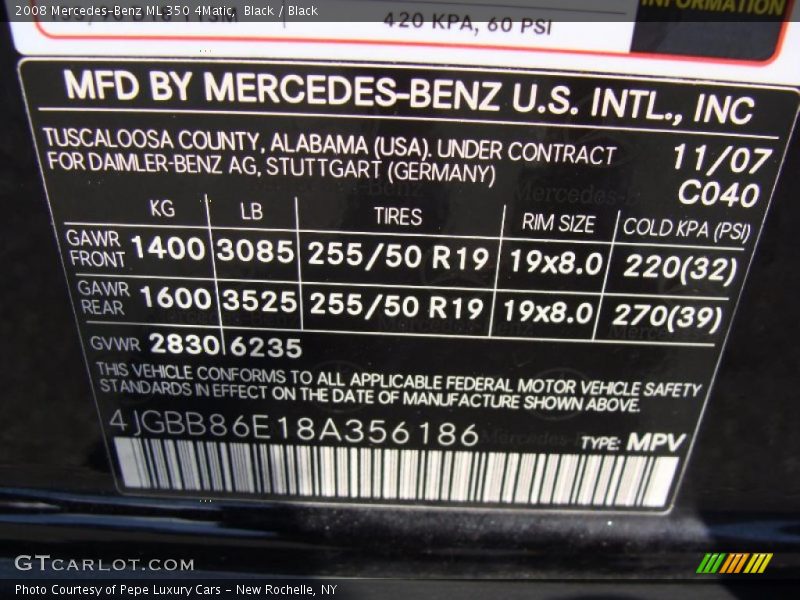 2008 Mercedes-Benz ML 350 4Matic,  Black / Black
420 KPA, 60 PSI
INFORMATION
MFD BY MERCEDES-BENZ U.S. INTL., INC
TUSCALOOSA COUNTY, ALABAMA (USA). UNDER CONTRACT 11/07
FOR DAIMLER-BENZ AG, STUTTGART (GERMANY) C040
KG LB TIRES RIM SIZE COLD KPA (PSI)
GAWR FRONT 1400 3085 255/50 R19 19x8.0 220(32)
GAWR REAR 1600 3525 255/50 R19 19x8.0 270(39)
GVWR 2830 6235
THIS VEHICLE CONFORMS TO ALL APPLICABLE FEDERAL MOTOR VEHICLE SAFETY
STANDARDS IN EFFECT ON THE DATE OF MANUFACTURE SHOWN ABOVE.
4JGBB86E18A356186 TYPE: MPV
GTCARLOT.COM
Photo Courtesy of Pepe Luxury Cars - New Rochelle, NY